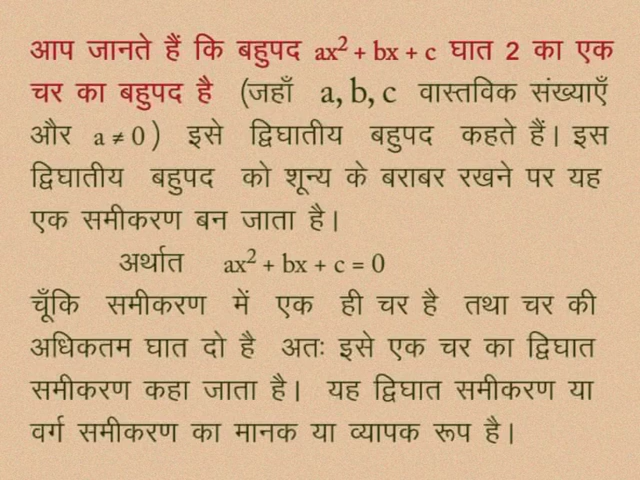 आप जानते हैं कि बहुपद ax² + bx + c घात 2 का एक
चर का बहुपद है (जहाँ a, b, c वास्तविक संख्याएँ
और a ≠ 0 ) इसे द्विघातीय बहुपद कहते हैं। इस
द्विघातीय बहुपद को शून्य के बराबर रखने पर यह
एक समीकरण बन जाता है।
अर्थात ax² + bx + c = 0
चूँकि समीकरण में एक ही चर है तथा चर की
अधिकतम घात दो है अतः इसे एक चर का द्विघात
समीकरण कहा जाता है। यह द्विघात समीकरण या
वर्ग समीकरण का मानक या व्यापक रूप है।